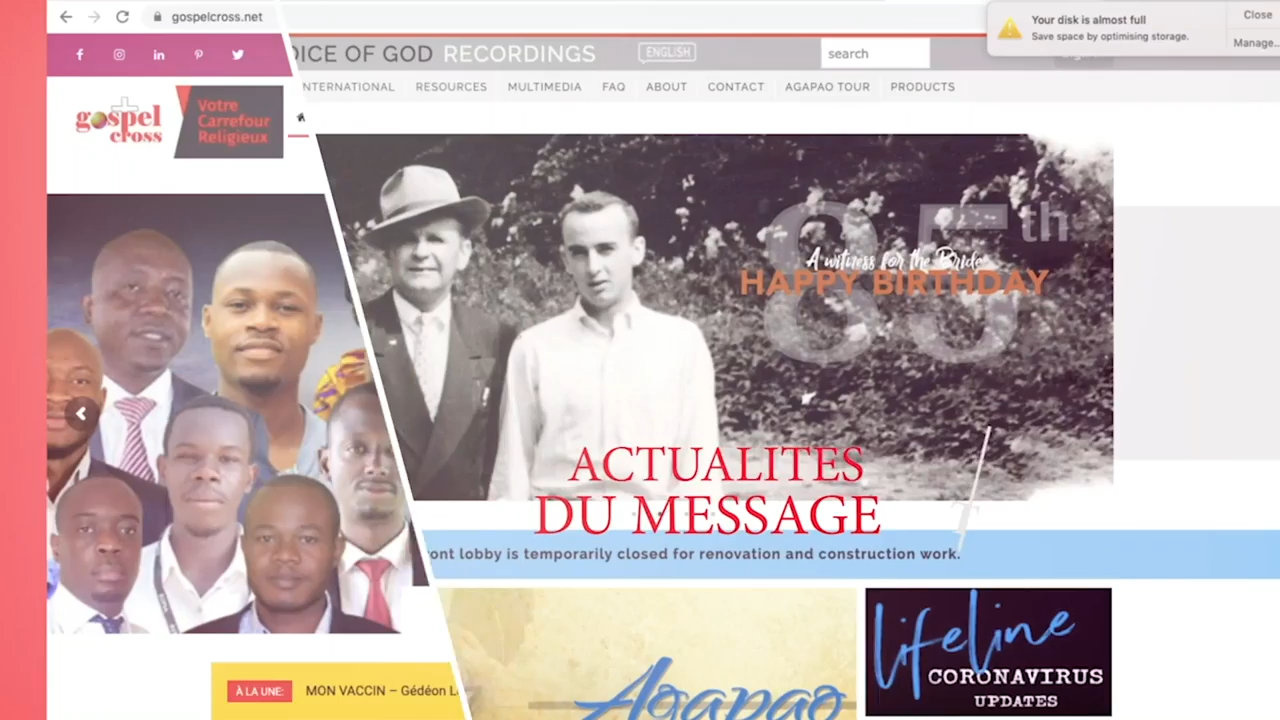 gospelcross.net
Your disk is almost full
Save space by optimising storage.
Close
Manage...
OICE OF GOD RECORDINGS
ENGLISH
search
NTERNATIONAL
RESOURCES
MULTIMEDIA
FAQ
ABOUT
CONTACT
AGAPAO TOUR
PRODUCTS
gospel
cross
Votre
Carrefour
Religieux
85th
A witness for the Bride
HAPPY BIRTHDAY
ACTUALITES
DU MESSAGE
ont lobby is temporarily closed for renovation and construction work.
lifeline
CORONAVIRUS
UPDATES
À LA UNE:
MON VACCIN – Gédéon L
Agapao